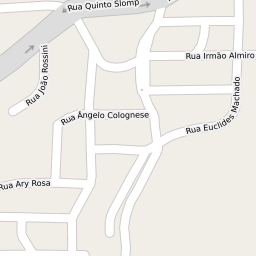 Rua Quinto Slomp
Rua Irmão Almiro
Rua João Rossini
Rua Ângelo Colognese
Rua Euclides Machado
Rua Ary Rosa